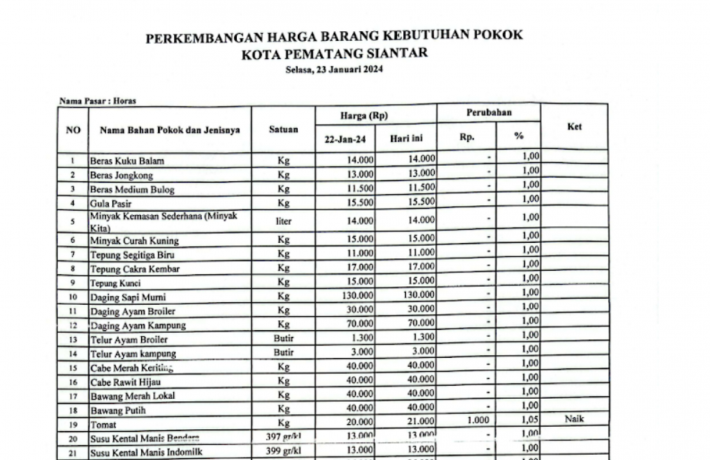 PERKEMBANGAN HARGA BARANG KEBUTUHAN POKOK
KOTA PEMATANG SIANTAR
Selasa, 23 Januari 2024
Nama Pasar : Horas
NO Nama Bahan Pokok dan Jenisnya Satuan Harga (Rp) Perubahan Ket
22-Jan-24 Hari ini Rp. %
1 Beras Kuku Balam Kg 14.000 14.000 - 1,00
2 Beras Jongkong Kg 13.000 13.000 - 1,00
3 Beras Medium Bulog Kg 11.500 11.500 - 1,00
4 Gula Pasir Kg 15.500 15.500 - 1,00
5 Minyak Kemasan Sederhana (Minyak Kita) liter 14.000 14.000 - 1,00
6 Minyak Curah Kuning Kg 15.000 15.000 - 1,00
7 Tepung Segitiga Biru Kg 11.000 11.000 - 1,00
8 Tepung Cakra Kembar Kg 17.000 17.000 - 1,00
9 Tepung Kunci Kg 15.000 15.000 - 1,00
10 Daging Sapi Murni Kg 130.000 130.000 - 1,00
11 Daging Ayam Broiler Kg 30.000 30.000 - 1,00
12 Daging Ayam Kampung Kg 70.000 70.000 - 1,00
13 Telur Ayam Broiler Butir 1.300 1.300 - 1,00
14 Telur Ayam kampung Butir 3.000 3.000 - 1,00
15 Cabe Merah Keriting Kg 40.000 40.000 - 1,00
16 Cabe Rawit Hijau Kg 40.000 40.000 - 1,00
17 Bawang Merah Lokal Kg 40.000 40.000 - 1,00
18 Bawang Putih Kg 40.000 40.000 - 1,00
19 Tomat Kg 20.000 21.000 1.000 1,05 Naik
20 Susu Kental Manis Bendera 397 gr/kl 13.000 13.000 - 1,00
21 Susu Kental Manis Indomilk 399 gr/kl 13.000 13.000 - 1,00